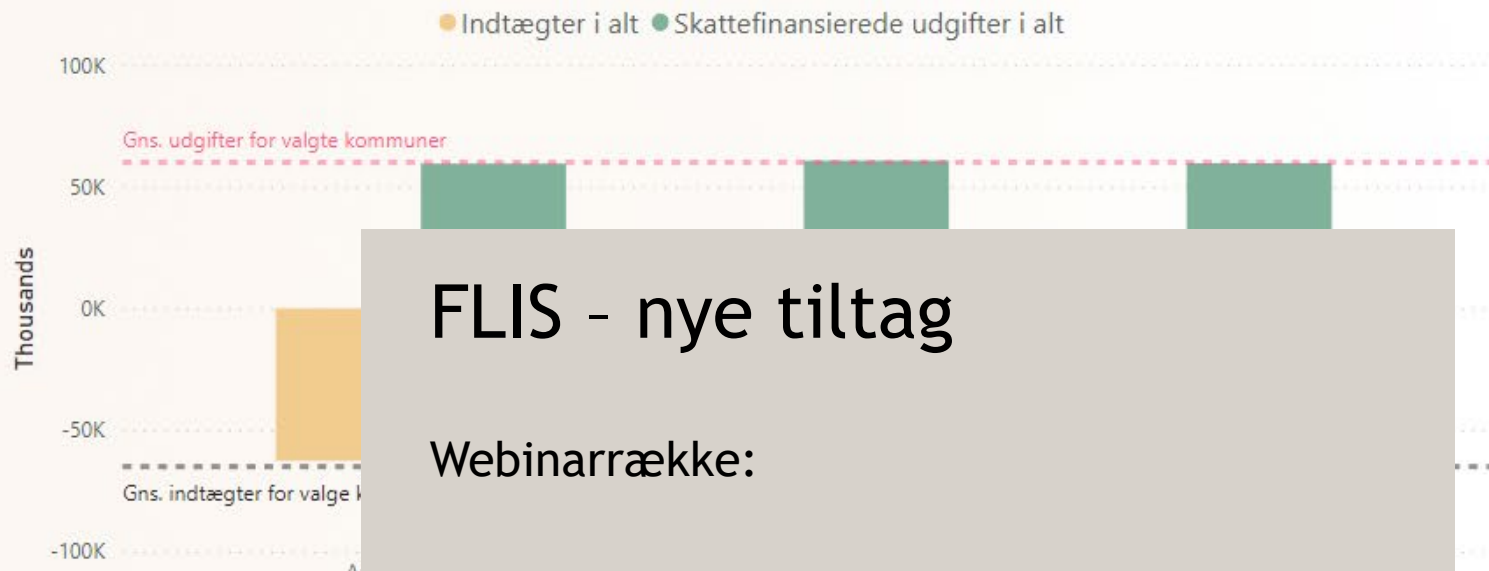 Indtægter i alt Skattefinansierede udgifter i alt
100K
Gns. udgifter for valgte kommuner
50K
Thousands
0K
FLIS – nye tiltag
-50K
Webinarrække:
Gns. indtægter for valge
-100K